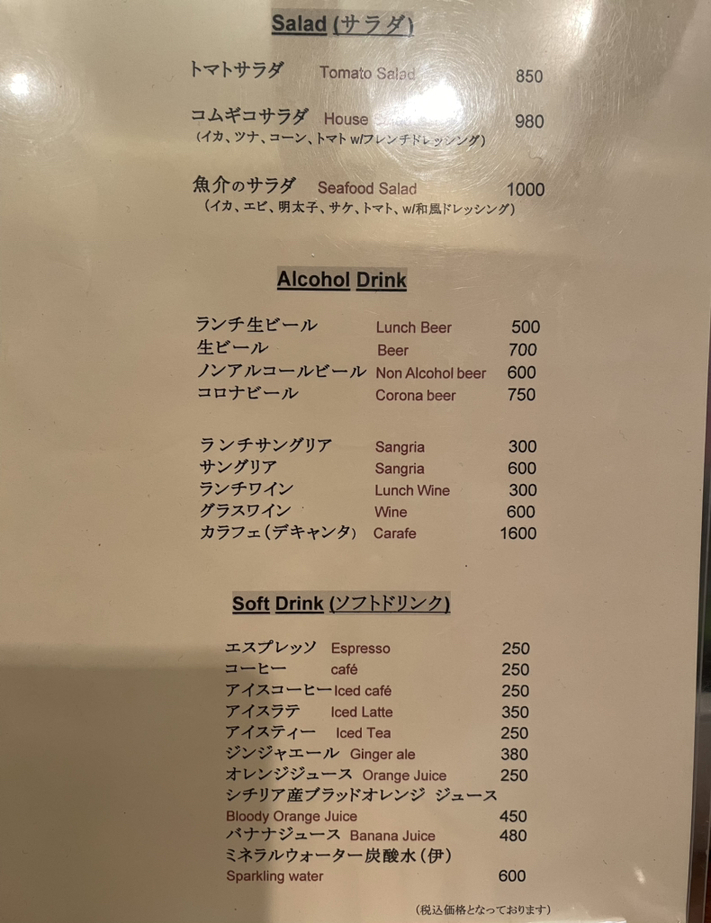 Salad (サラダ)
トマトサラダ Tomato Salad 850
コムギコサラダ House 980
(イカ、ツナ、コーン、トマト w/フレンチドレッシング)
魚介のサラダ Seafood Salad 1000
(イカ、エビ、明太子、サケ、トマト、w/和風ドレッシング)
Alcohol Drink
ランチ生ビール Lunch Beer 500
生ビール Beer 700
ノンアルコールビール Non Alcohol beer 600
コロナビール Corona beer 750
ランチサングリア Sangria 300
サングリア Sangria 600
ランチワイン Lunch Wine 300
グラスワイン Wine 600
カラフェ(デキャンタ) Carafe 1600
Soft Drink (ソフトドリンク)
エスプレッソ Espresso 250
コーヒー café 250
アイスコーヒー Iced café 250
アイスラテ Iced Latte 350
アイスティー Iced Tea 250
ジンジャエール Ginger ale 380
オレンジジュース Orange Juice 250
シチリア産ブラッドオレンジ ジュース
Bloody Orange Juice 450
バナナジュース Banana Juice 480
ミネラルウォーター炭酸水(伊)
Sparkling water 600
(税込価格となっております)